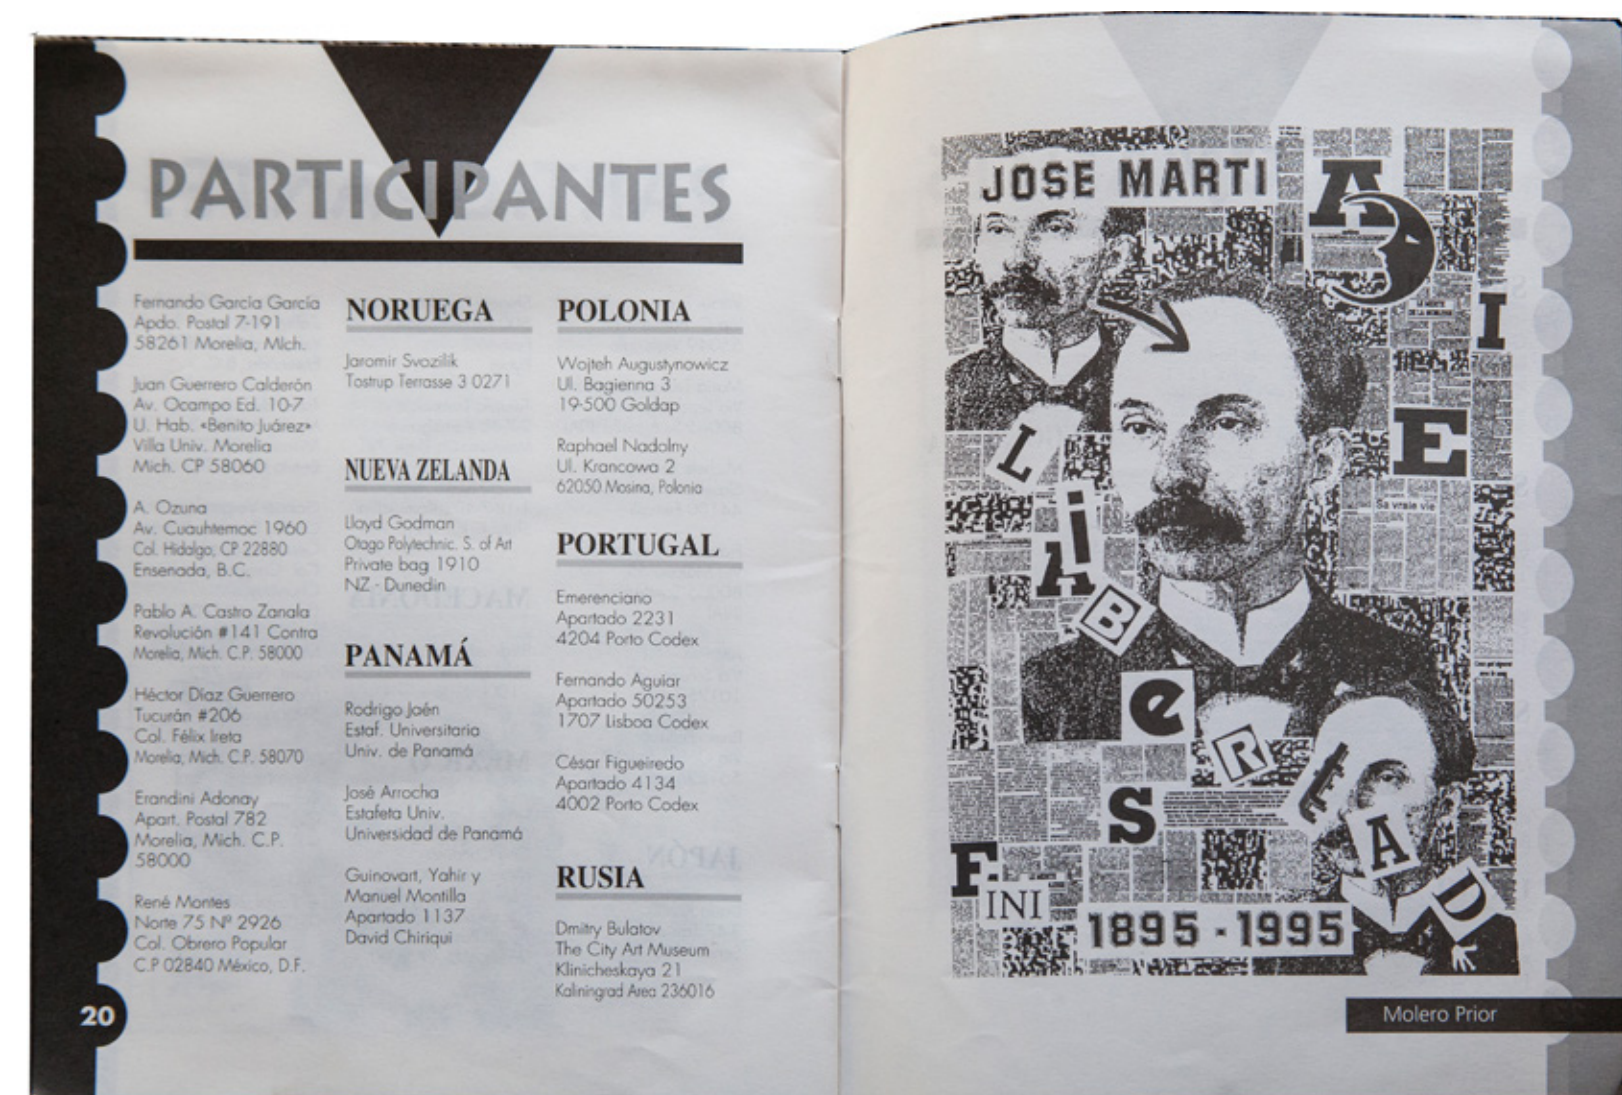 PARTICIPANTES
Fernando García García
Apdo. Postal 7-191
58261 Morelia, MIch.
Juan Guerrero Calderón
Av. Ocampo Ed. 10-7
U. Hab. «Benito Juárez»
Villa Univ. Morelia
Mich. CP 58060
A. Ozuna
Av. Cuauhtemoc 1960
Col. Hidalgo, CP 22880
Ensenada, B.C.
Pablo A. Castro Zanala
Revolución #141 Contra
Morelia, Mich. C.P. 58000
Héctor Díaz Guerrero
Tucurán #206
Col. Félix Ireta
Morelia, Mich. C.P. 58070
Erandini Adonay
Apart. Postal 782
Morelia, Mich. C.P.
58000
René Montes
Norte 75 Nº 2926
Col. Obrero Popular
C.P 02840 México, D.F.
20
NORUEGA
Jaromir Svozilik
Tostrup Terrasse 3 0271
NUEVA ZELANDA
Lloyd Godman
Otago Polytechnic. S. of Art
Private bag 1910
NZ - Dunedin
PANAMÁ
Rodrigo Jaén
Estaf. Universitaria
Univ. de Panamá
José Arrocha
Estafeta Univ.
Universidad de Panamá
Guinovart, Yahir y
Manuel Montilla
Apartado 1137
David Chiriqui
POLONIA
Wojteh Augustynowicz
Ul. Bagienna 3
19-500 Goldap
Raphael Nadolny
Ul. Krancowa 2
62050 Mosina, Polonia
PORTUGAL
Emerenciano
Apartado 2231
4204 Porto Codex
Fernando Aguiar
Apartado 50253
1707 Lisboa Codex
César Figueiredo
Apartado 4134
4002 Porto Codex
RUSIA
Dmitry Bulatov
The City Art Museum
Klinicheskaya 21
Kaliningrad Area 236016
JOSE MARTI
A
I
E
Sa vraie vie
L
i
A
B
e
R
t
A
D
S
F
INI
1895 - 1995
Molero Prior